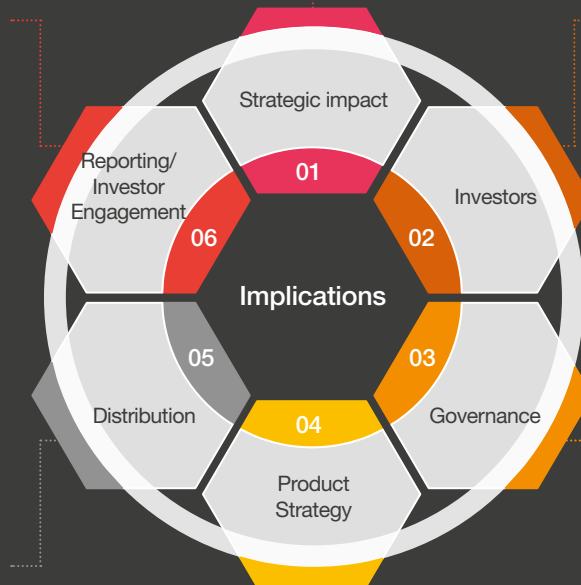 Strategic impact
01
Investors
02
Governance
03
Product
Strategy
04
Distribution
05
Reporting/
Investor
Engagement
06
Implications